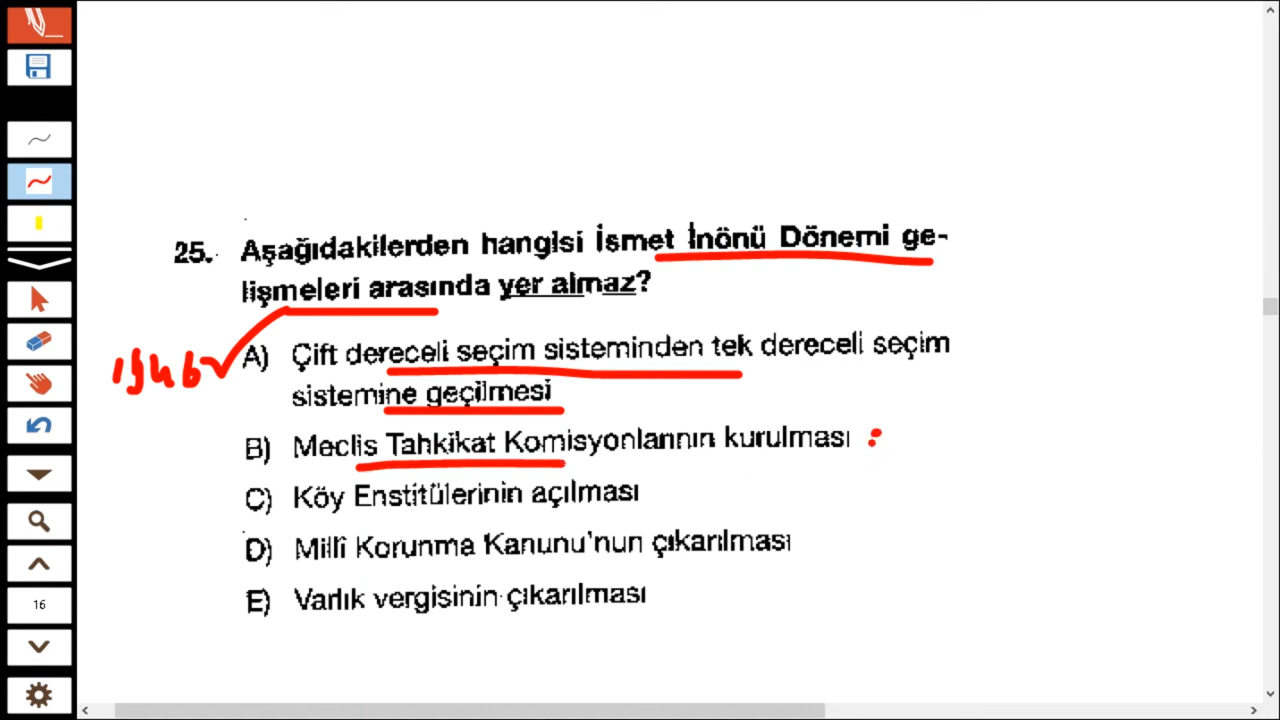 25. Aşağıdakilerden hangisi İsmet İnönü Dönemi ge-
lişmeleri arasında yer almaz?
1946
A) Çift dereceli seçim sisteminden tek dereceli seçim
sistemine geçilmesi
B) Meclis Tahkikat Komisyonlarının kurulması
C) Köy Enstitülerinin açılması
D) Millî Korunma Kanunu'nun çıkarılması
E) Varlık vergisinin çıkarılması
16